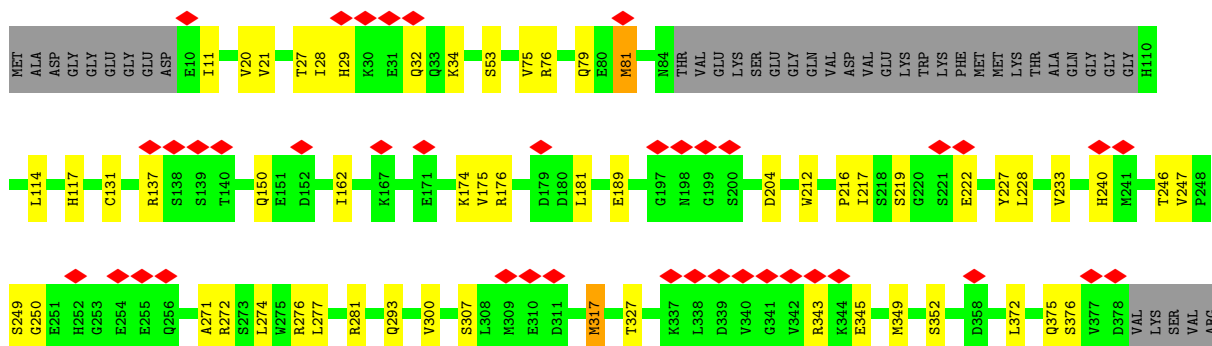 MET ALA ASP GLY GLY GLU GLY GLU ASP E10 I11 V20 V21 T27 I28 H29 K30 E31 Q32 Q33 K34 S53 V75 R76 Q79 E80 M81 N84 THR VAL GLU LYS SER GLU GLY GLN VAL ASP VAL GLU LYS TRP LYS PHE MET MET LYS THR ALA GLN GLY GLY GLY H110
L114 H117 C131 R137 S138 S139 T140 Q150 E151 D152 I162 K167 E171 K174 V175 R176 D179 D180 L181 E189 G197 N198 G199 S200 D204 W212 P216 I217 S218 S219 G220 S221 E222 Y227 L228 V233 H240 M241 T246 V247 P248
S249 G250 E251 H252 G253 E254 E255 Q256 A271 R272 S273 L274 W275 R276 L277 R281 Q293 V300 S307 L308 M309 E310 D311 M317 T327 K337 L338 D339 V340 G341 V342 R343 K344 E345 M349 S352 D358 L372 Q375 S376 V377 D378 VAL LYS SER VAL ARG